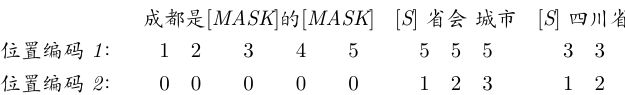 成都是[MASK]的[MASK] [S] 省会 城市 [S] 四川省
位置编码 1: 1 2 3 4 5 5 5 5 3 3
位置编码 2: 0 0 0 0 0 1 2 3 1 2